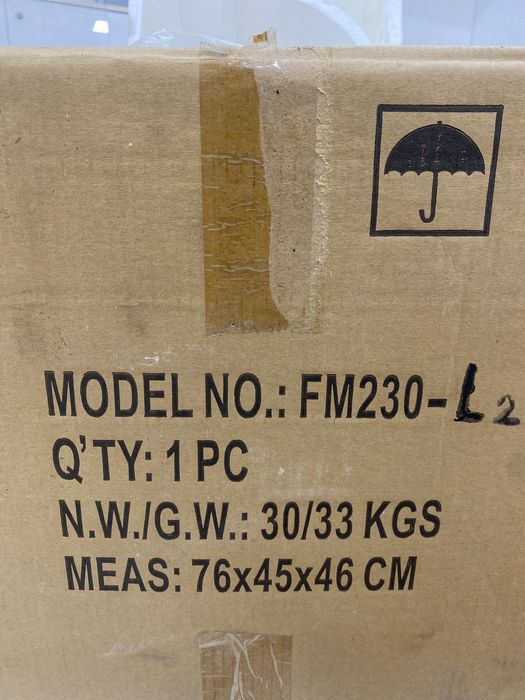 MODEL NO.: FM230-L2
Q'TY: 1 PC
N.W./G.W.: 30/33 KGS
MEAS: 76x45x46 CM